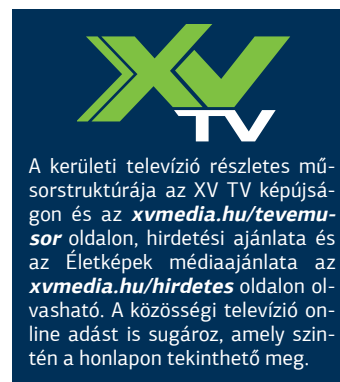 XV
TV
A kerületi televízió részletes mű-
sorstruktúrája az XV TV képújsá-
gon és az xvmedia.hu/tevemu-
sor oldalon, hirdetési ajánlata és
az Életképek médiaajánlata az
xvmedia.hu/hirdetes oldalon ol-
vasható. A közösségi televízió on-
line adást is sugároz, amely szin-
tén a honlapon tekinthető meg.